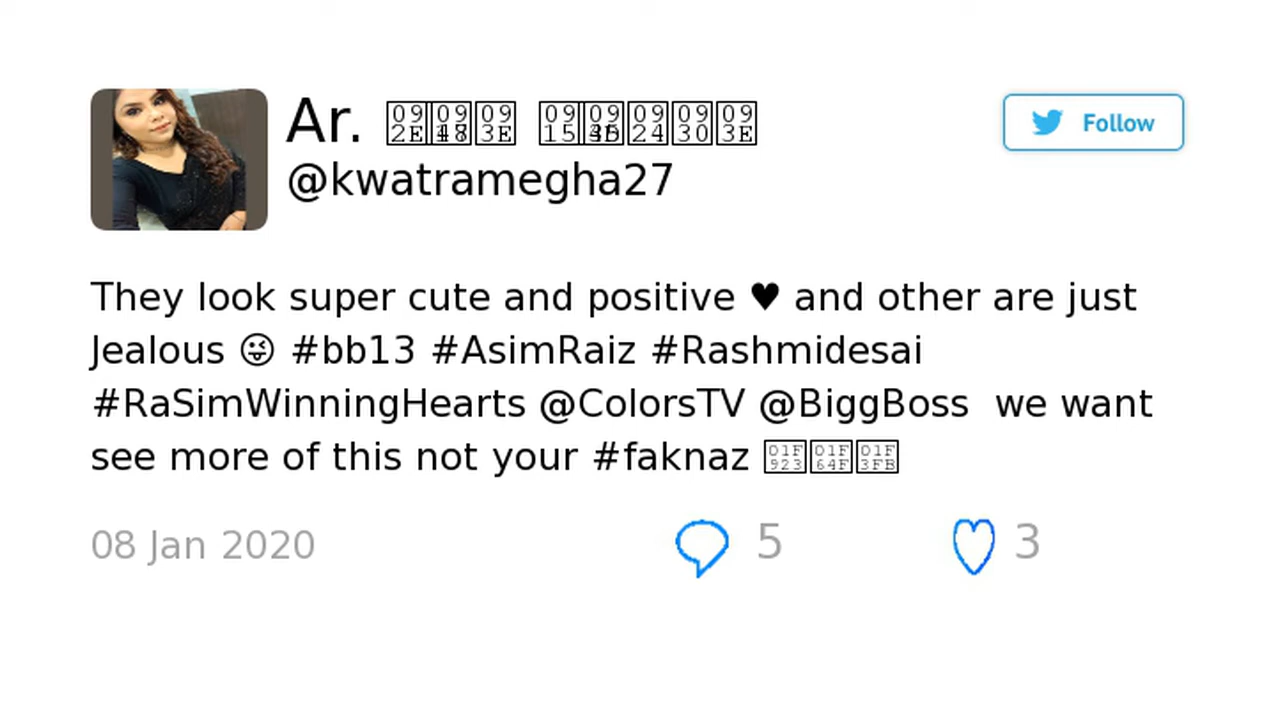 Ar.
Follow
@kwatramegha27
They look super cute and positive ♥ and other are just
Jealous 😜 #bb13 #AsimRaiz #Rashmidesai
#RaSimWinningHearts @ColorsTV @BiggBoss we want
see more of this not your #faknaz
08 Jan 2020
5
3